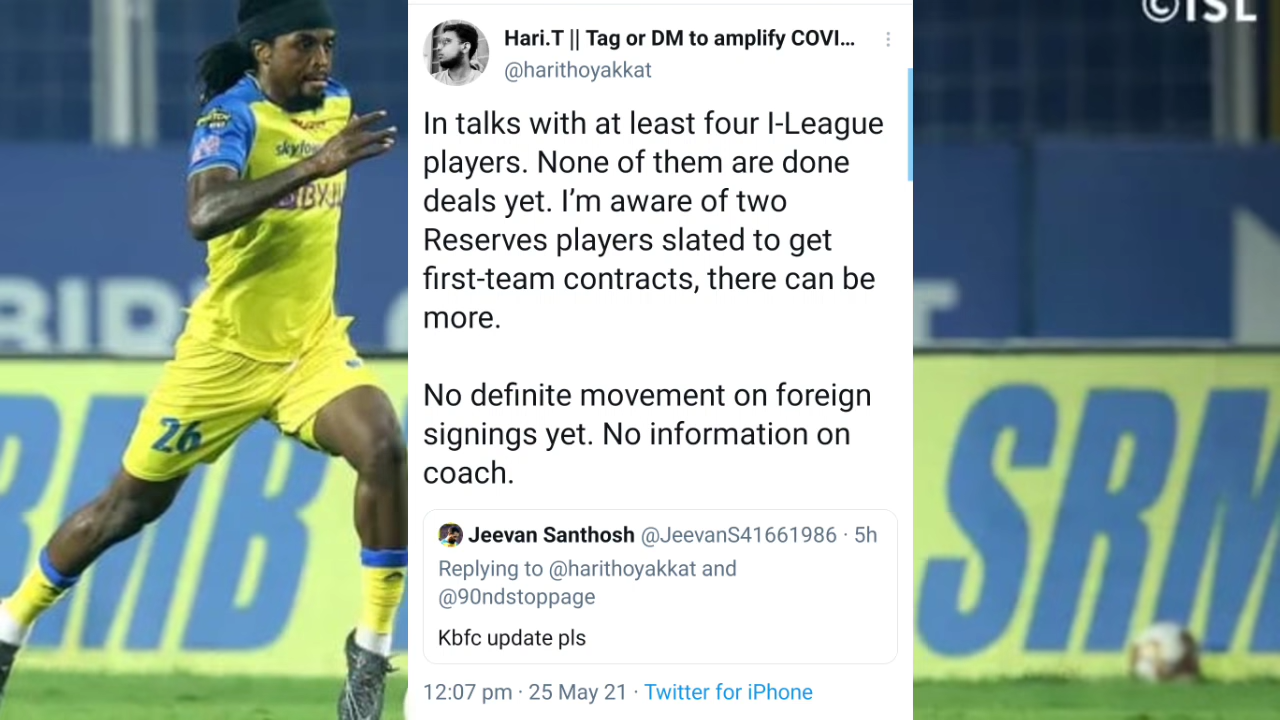 ©ISL
Hari.T || Tag or DM to amplify COVI...
@harithoyakkat
In talks with at least four I-League
players. None of them are done
deals yet. I'm aware of two
Reserves players slated to get
first-team contracts, there can be
more.
No definite movement on foreign
signings yet. No information on
coach.
Jeevan Santhosh @JeevanS41661986 · 5h
Replying to @harithoyakkat and
@90ndstoppage
Kbfc update pls
12:07 pm · 25 May 21 · Twitter for iPhone
26
SRM